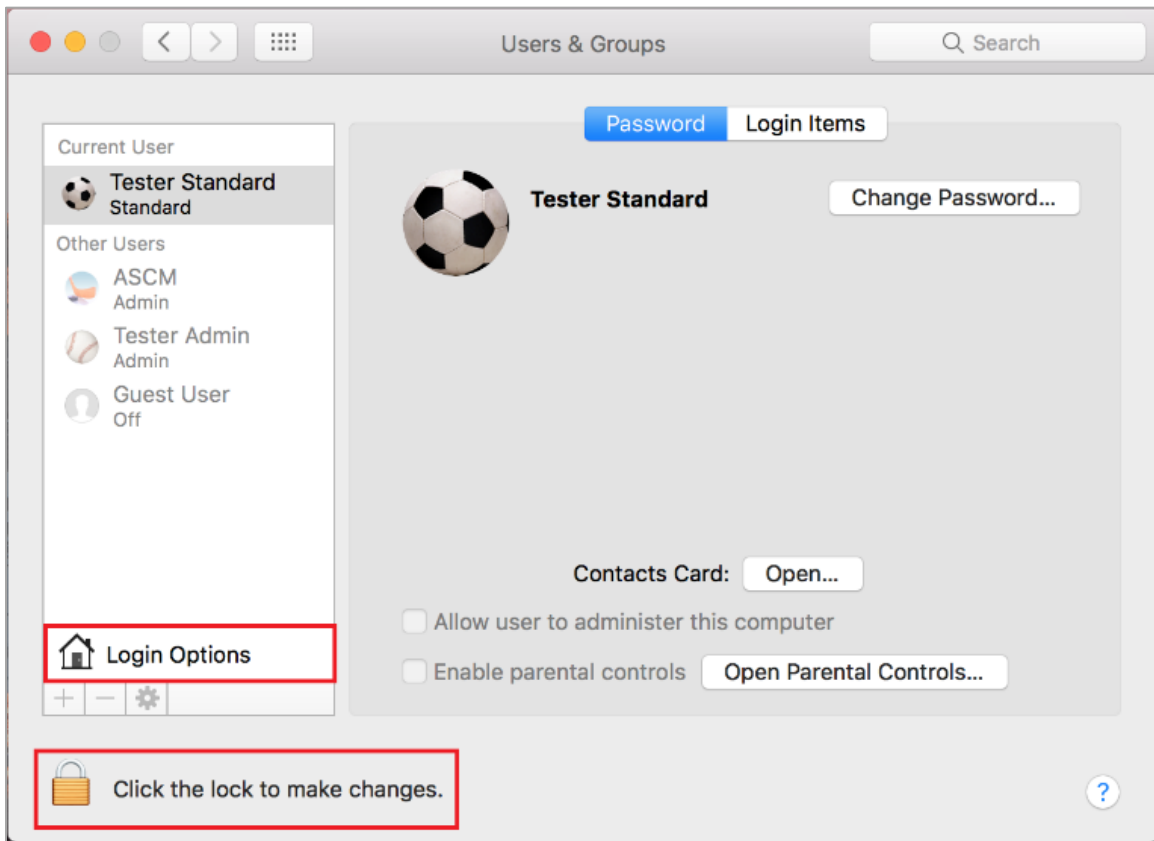 Users & Groups
Search
Password
Login Items
Current User
Tester Standard
Standard
Other Users
ASCM
Admin
Tester Admin
Admin
Guest User
Off
Login Options
Tester Standard
Change Password...
Contacts Card:
Open...
Allow user to administer this computer
Enable parental controls
Open Parental Controls...
Click the lock to make changes.
?